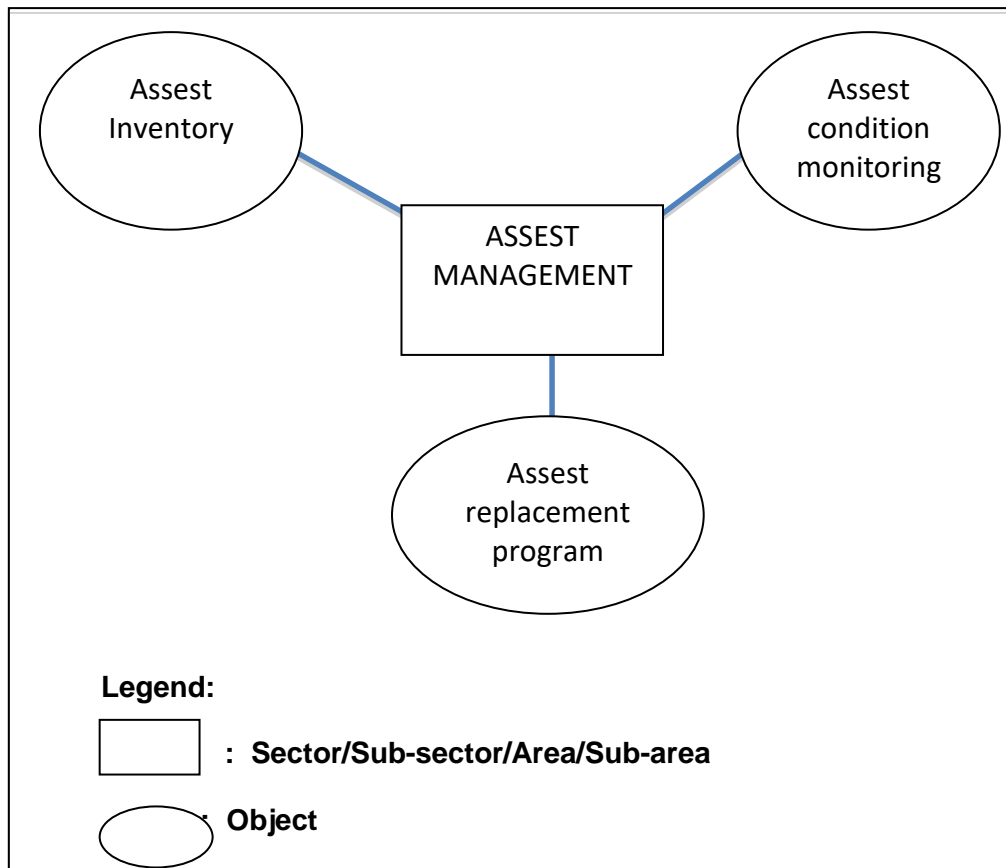 Assest
Inventory
Assest
condition
monitoring
ASSEST
MANAGEMENT
Assest
replacement
program
Legend:
: Sector/Sub-sector/Area/Sub-area
: Object